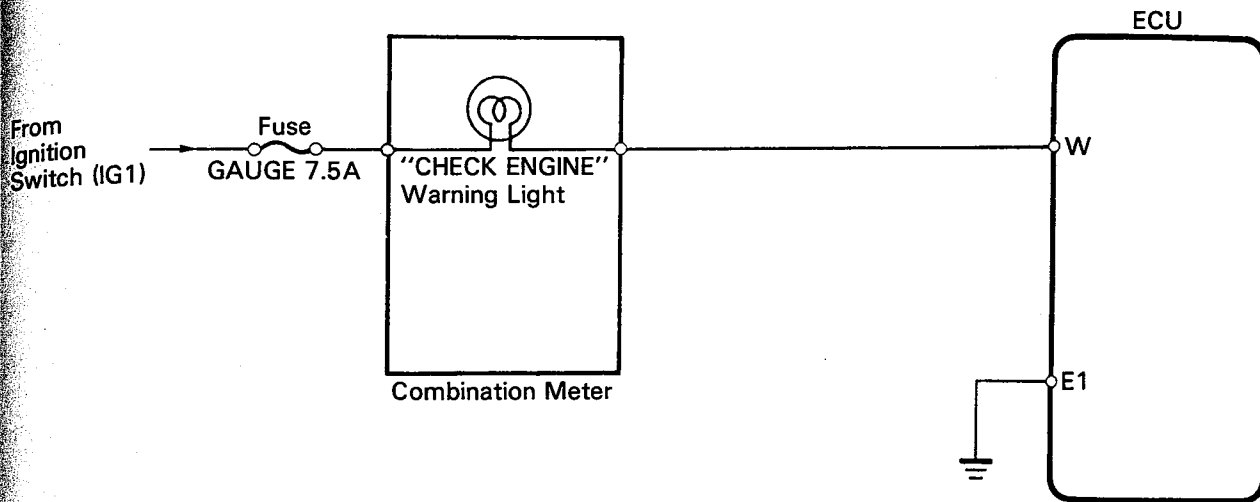 ECU
From
Ignition
Switch (IG1)
Fuse
GAUGE 7.5A
"CHECK ENGINE"
Warning Light
W
Combination Meter
E1